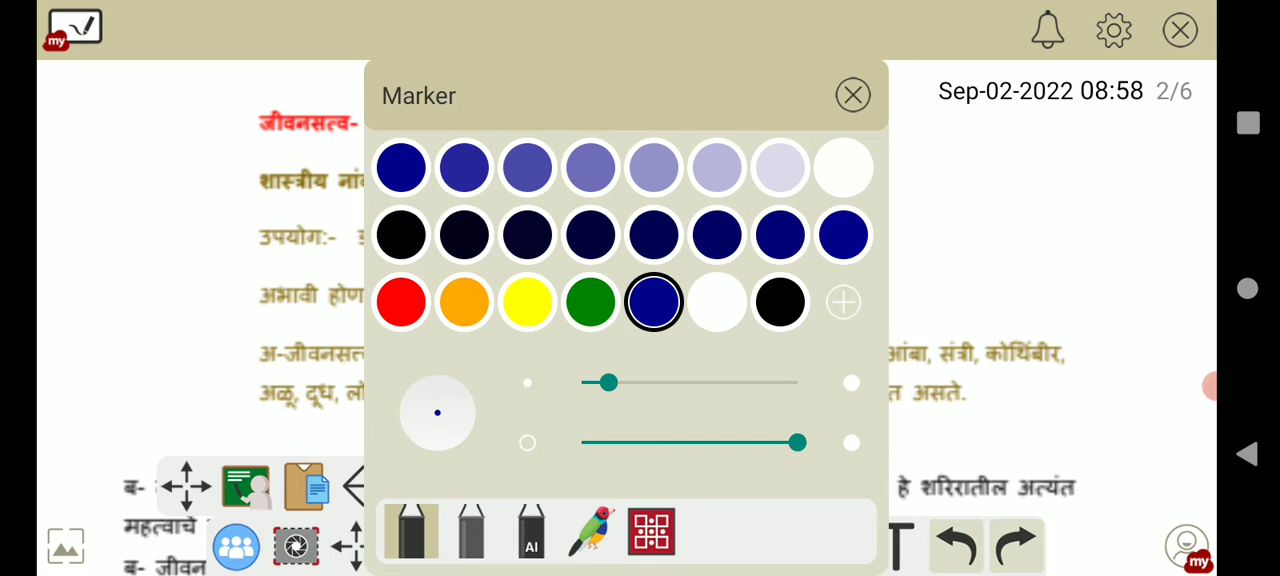 my
Marker
Sep-02-2022 08:58 2/6
जीवनसत्व-
शास्त्रीय
उपयोग:-
अभावी होण
अ-जीवनसत्व
आंबा, संत्री, कोथिंबीर,
अळू, दूध,
असते.
ब-
हे शरिरातील अत्यंत
महत्वाचे
ब- जीवन
AI
T
my